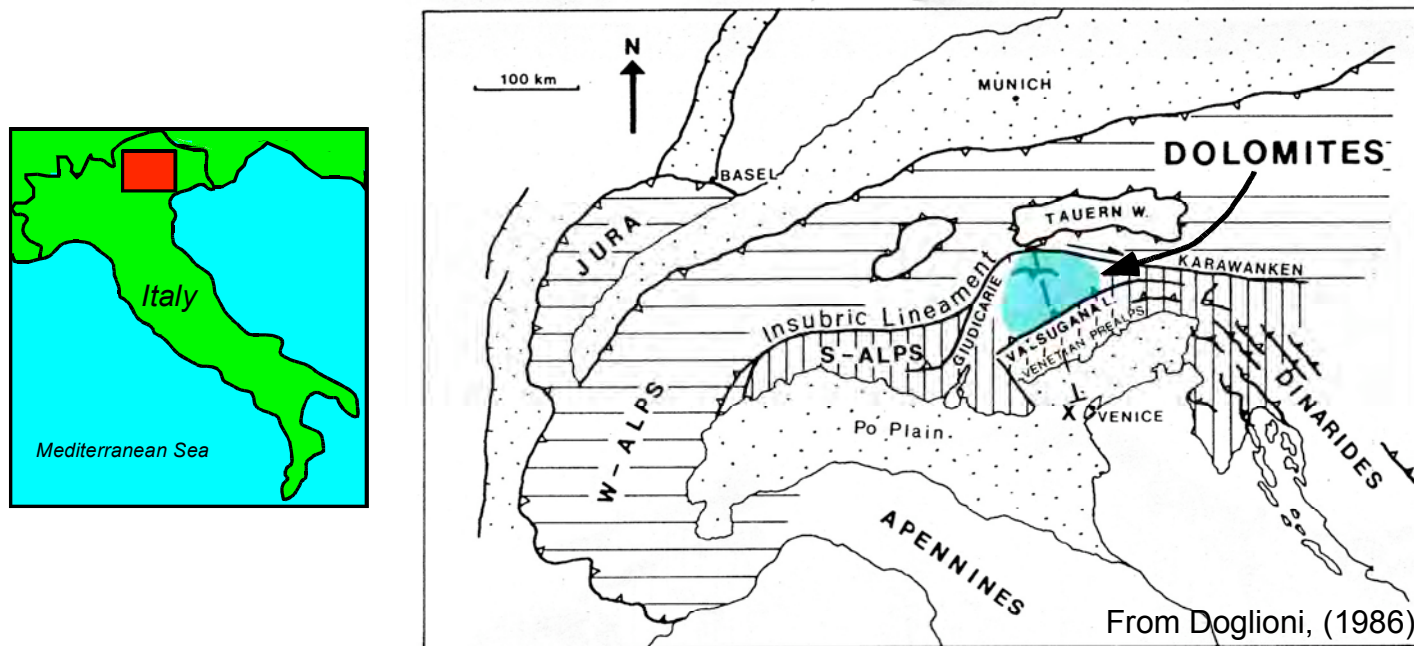 Italy
Mediterranean Sea
N
100 km
MUNICH
DOLOMITES
BASEL
TAUERN W.
JURA
KARAWANKEN
Insubric Lineament
GIUDICARIE
VALSUGANA L.
VENETIAN PREALPS
S-ALPS
W-ALPS
DINARIDES
X
VENICE
Po Plain
APENNINES
From Doglioni, (1986)